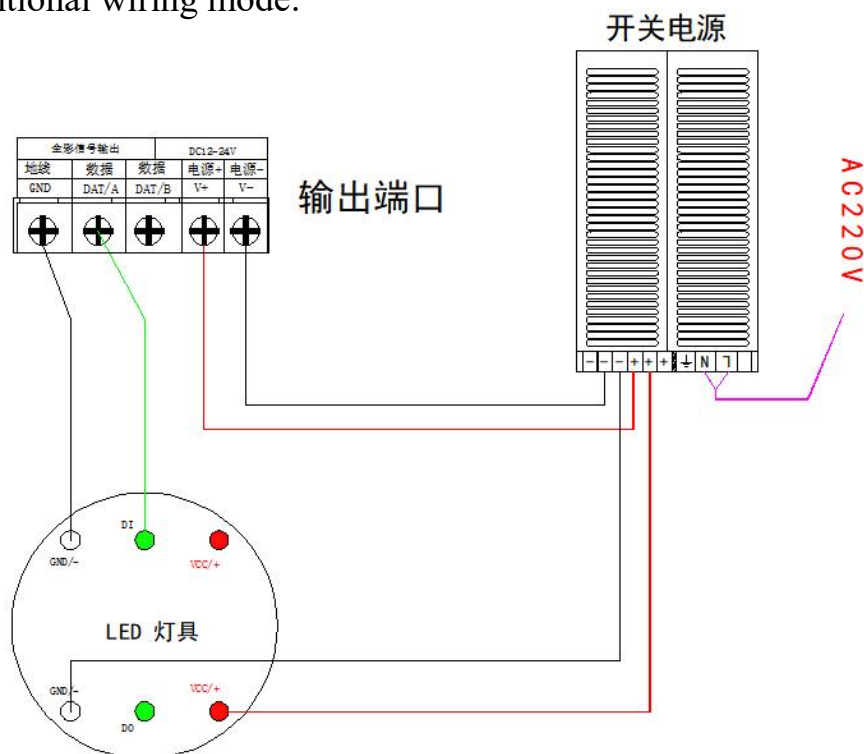 tional wiring mode:
开关电源
全彩信号输出 DC12-24V
地线 数据 数据 电源+ 电源-
GND DAT/A DAT/B V+ V-
输出端口
AC220V
- - - + + + ⏚ N L
DI
GND/- VCC/+
LED 灯具
GND/- VCC/+
DO